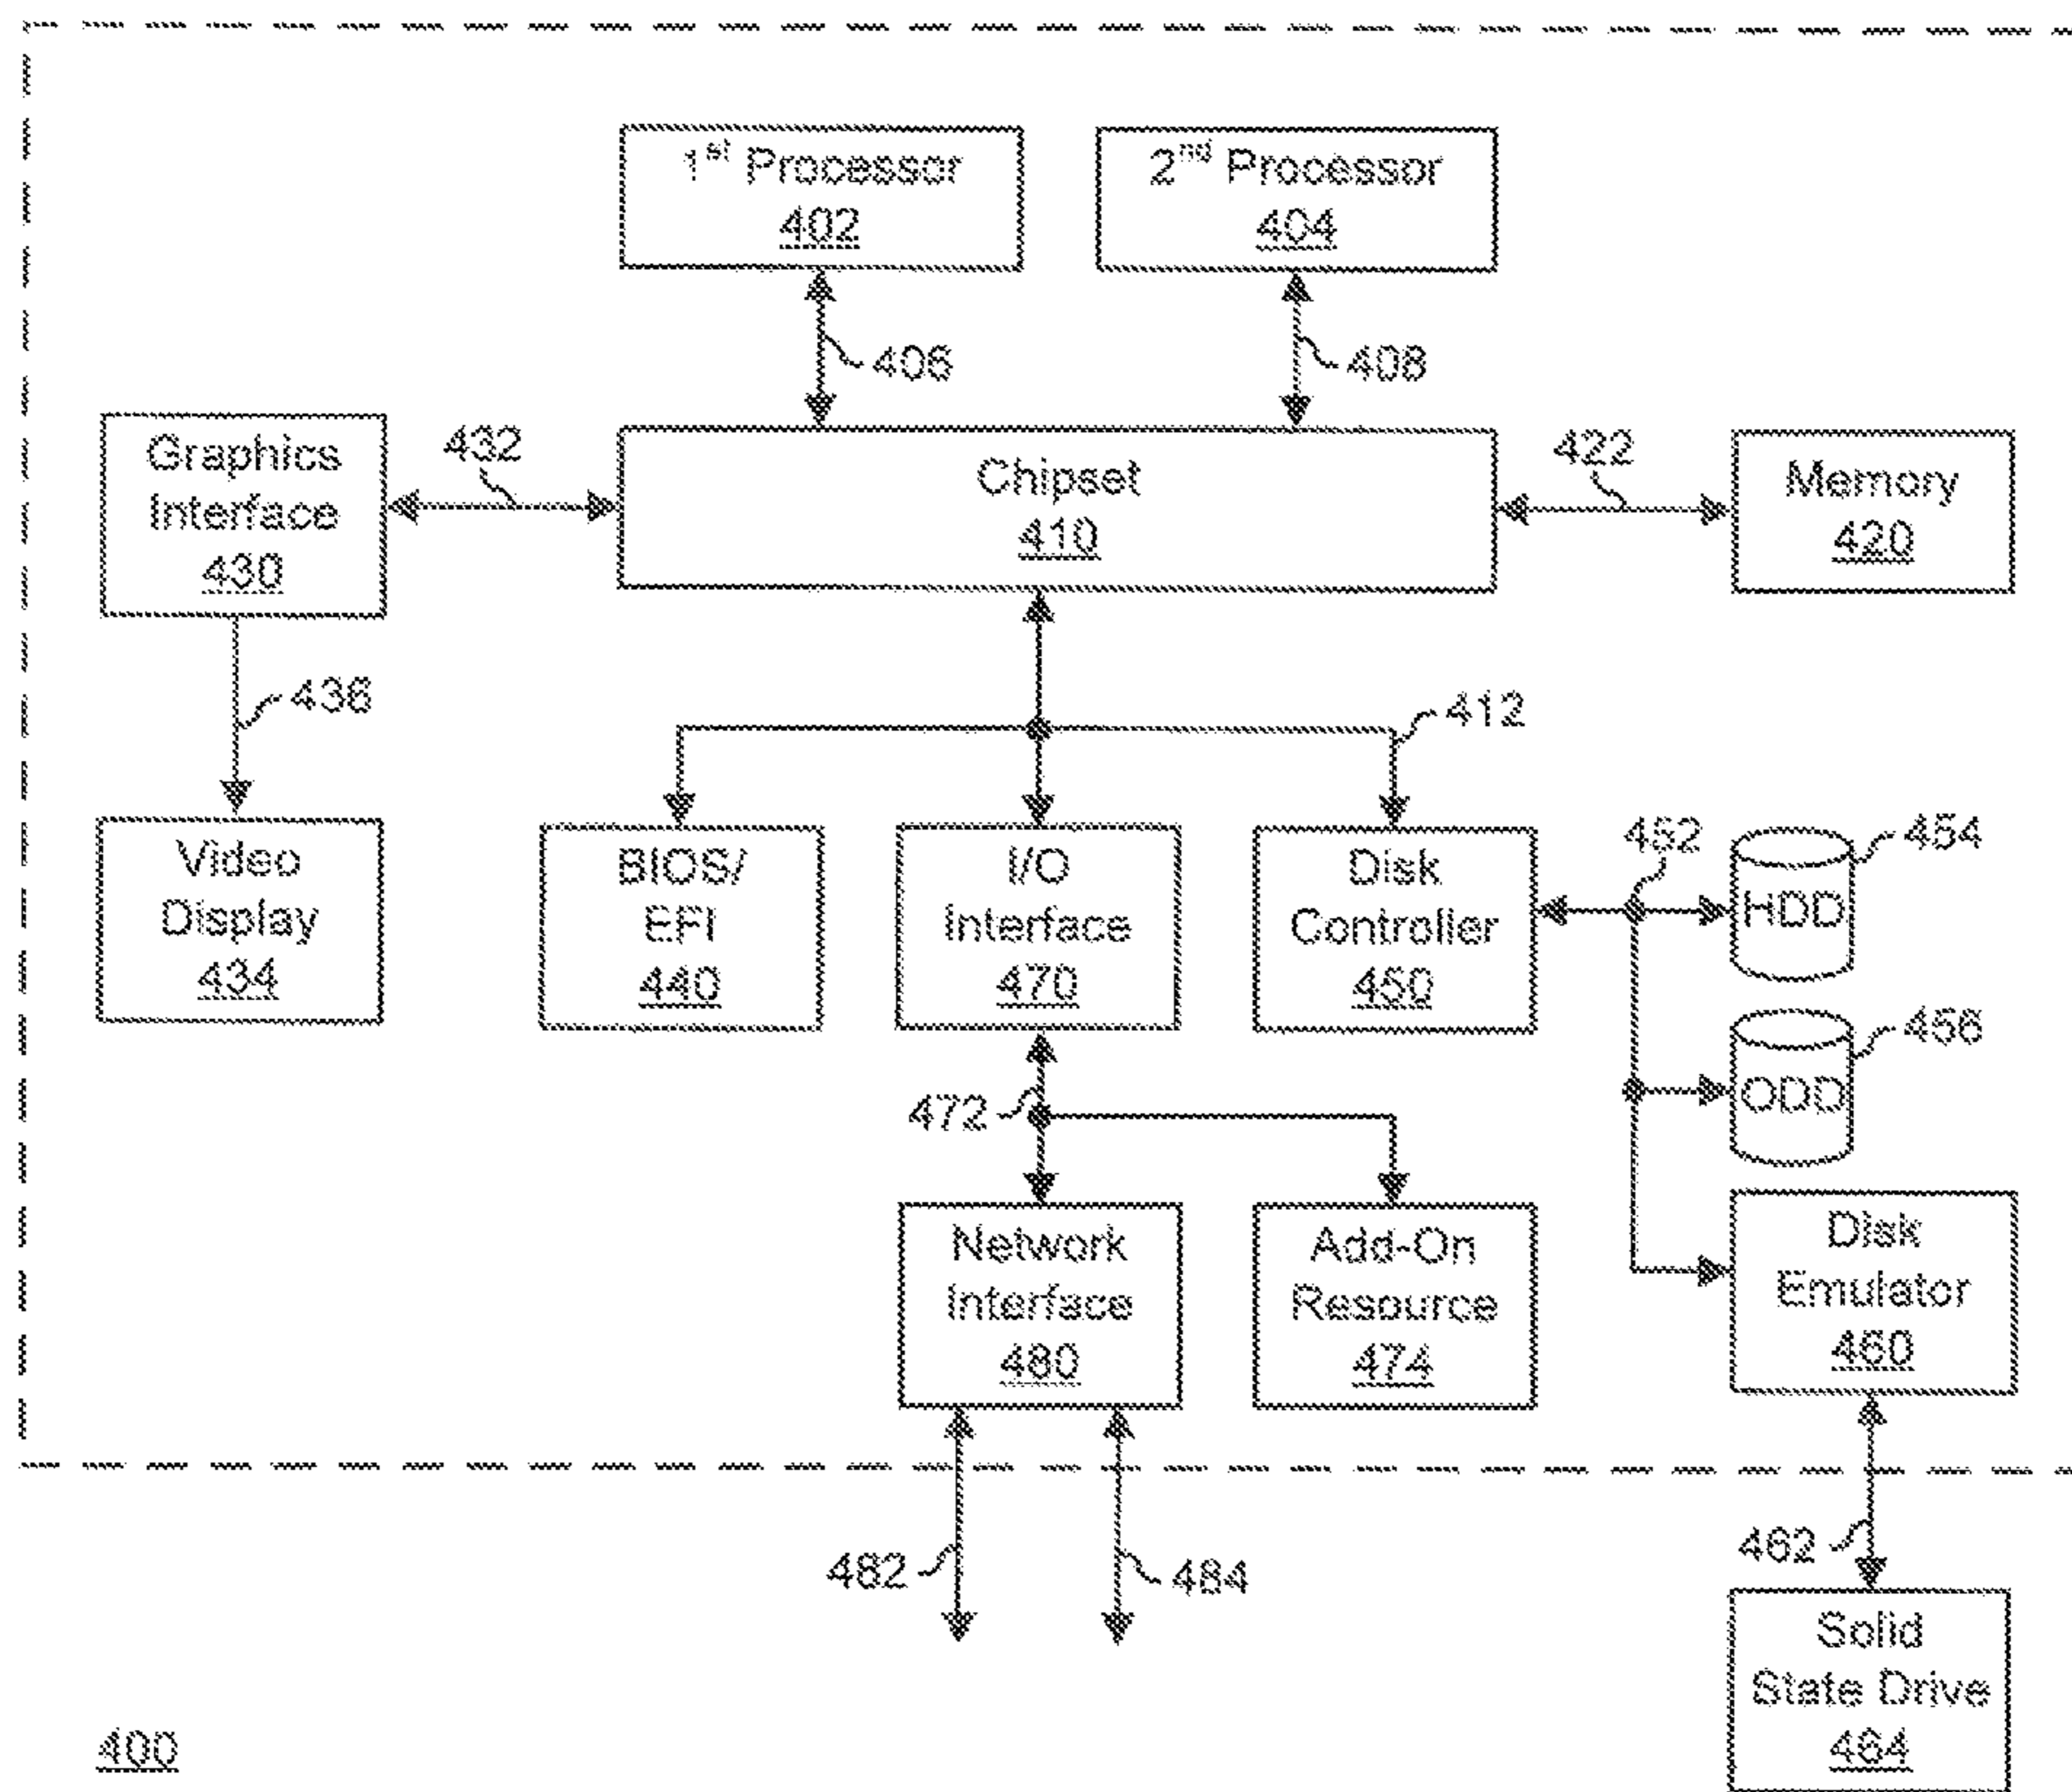 1st Processor
402
2nd Processor
404
406
408
Graphics
Interface
430
432
Chipset
410
422
Memory
420
436
412
Video
Display
434
BIOS/
EFI
440
I/O
Interface
470
Disk
Controller
450
452
HDD
454
ODD
456
472
Network
Interface
480
Add-On
Resource
474
Disk
Emulator
460
482
484
462
Solid
State Drive
464
400